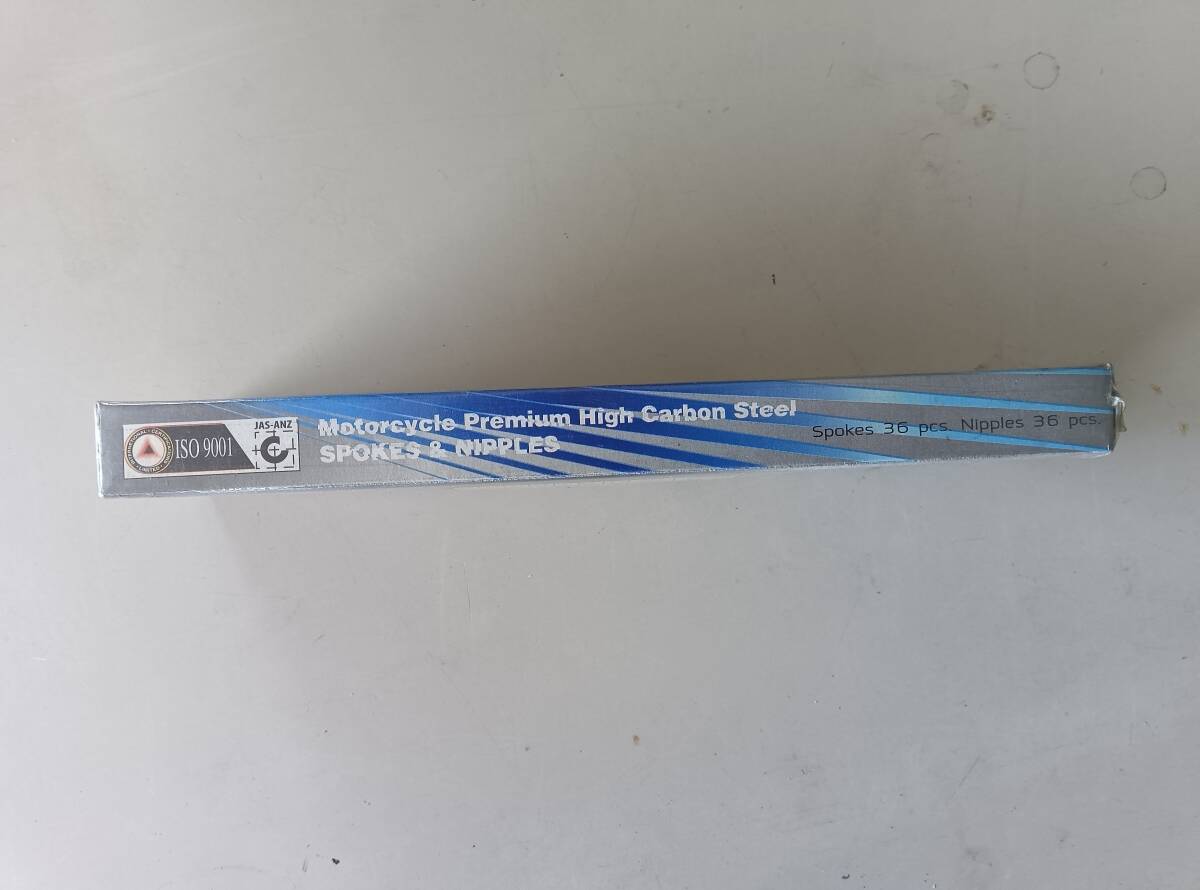 ISO 9001
JAS-ANZ
Motorcycle Premium High Carbon Steel
SPOKES & NIPPLES
Spokes 36 pcs. Nipples 36 pcs.